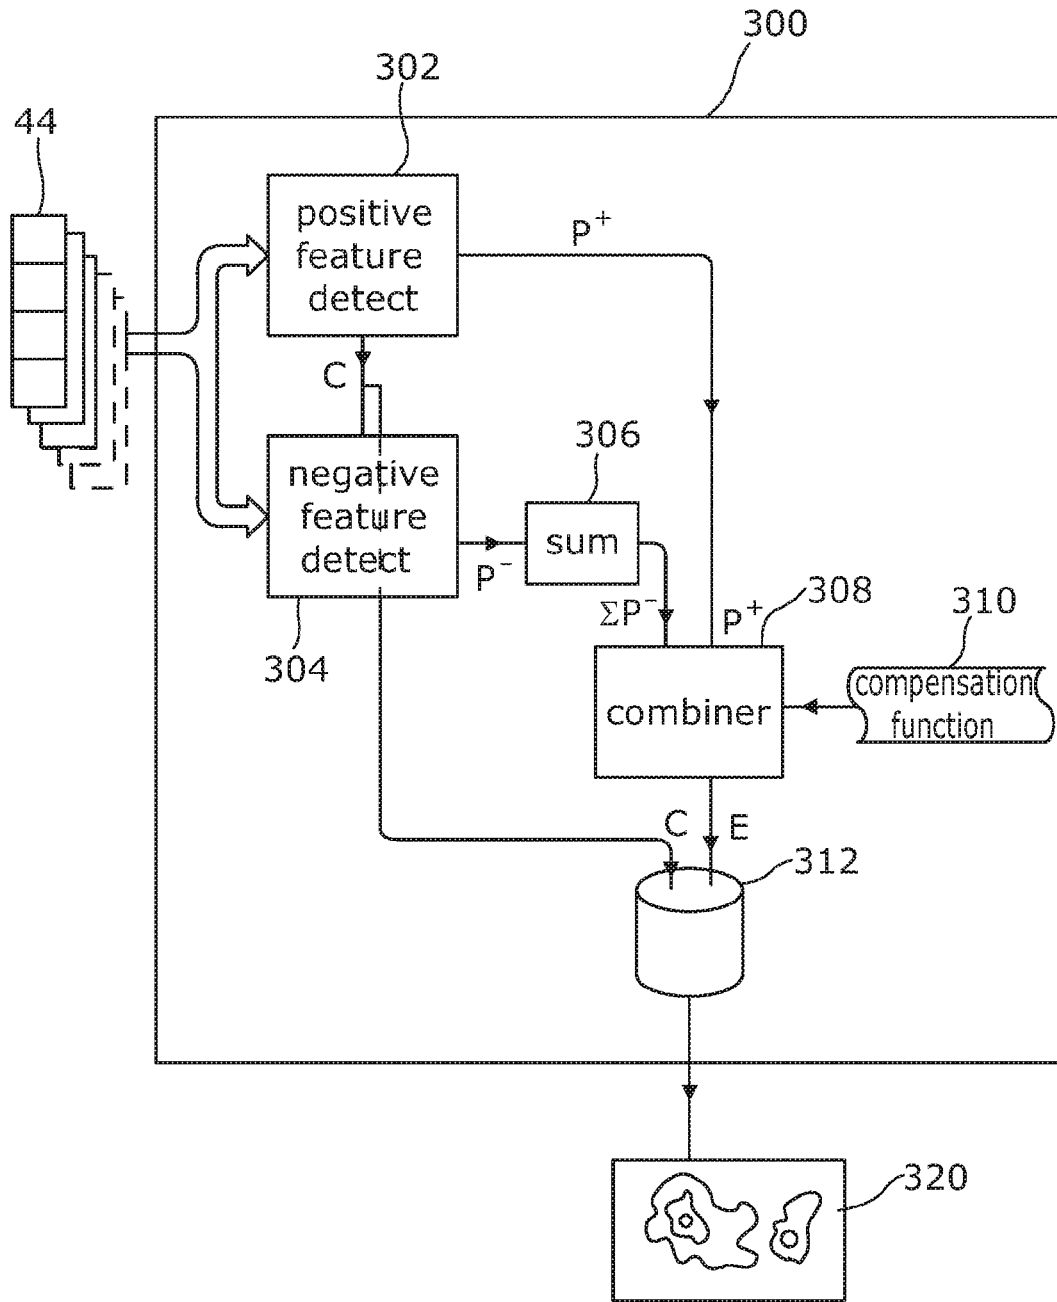 300
302
44
positive
feature
detect
P+
C
306
negative
feature
detect
sum
P-
ΣP-
P+
308
310
304
compensation
function
combiner
C
E
312
320